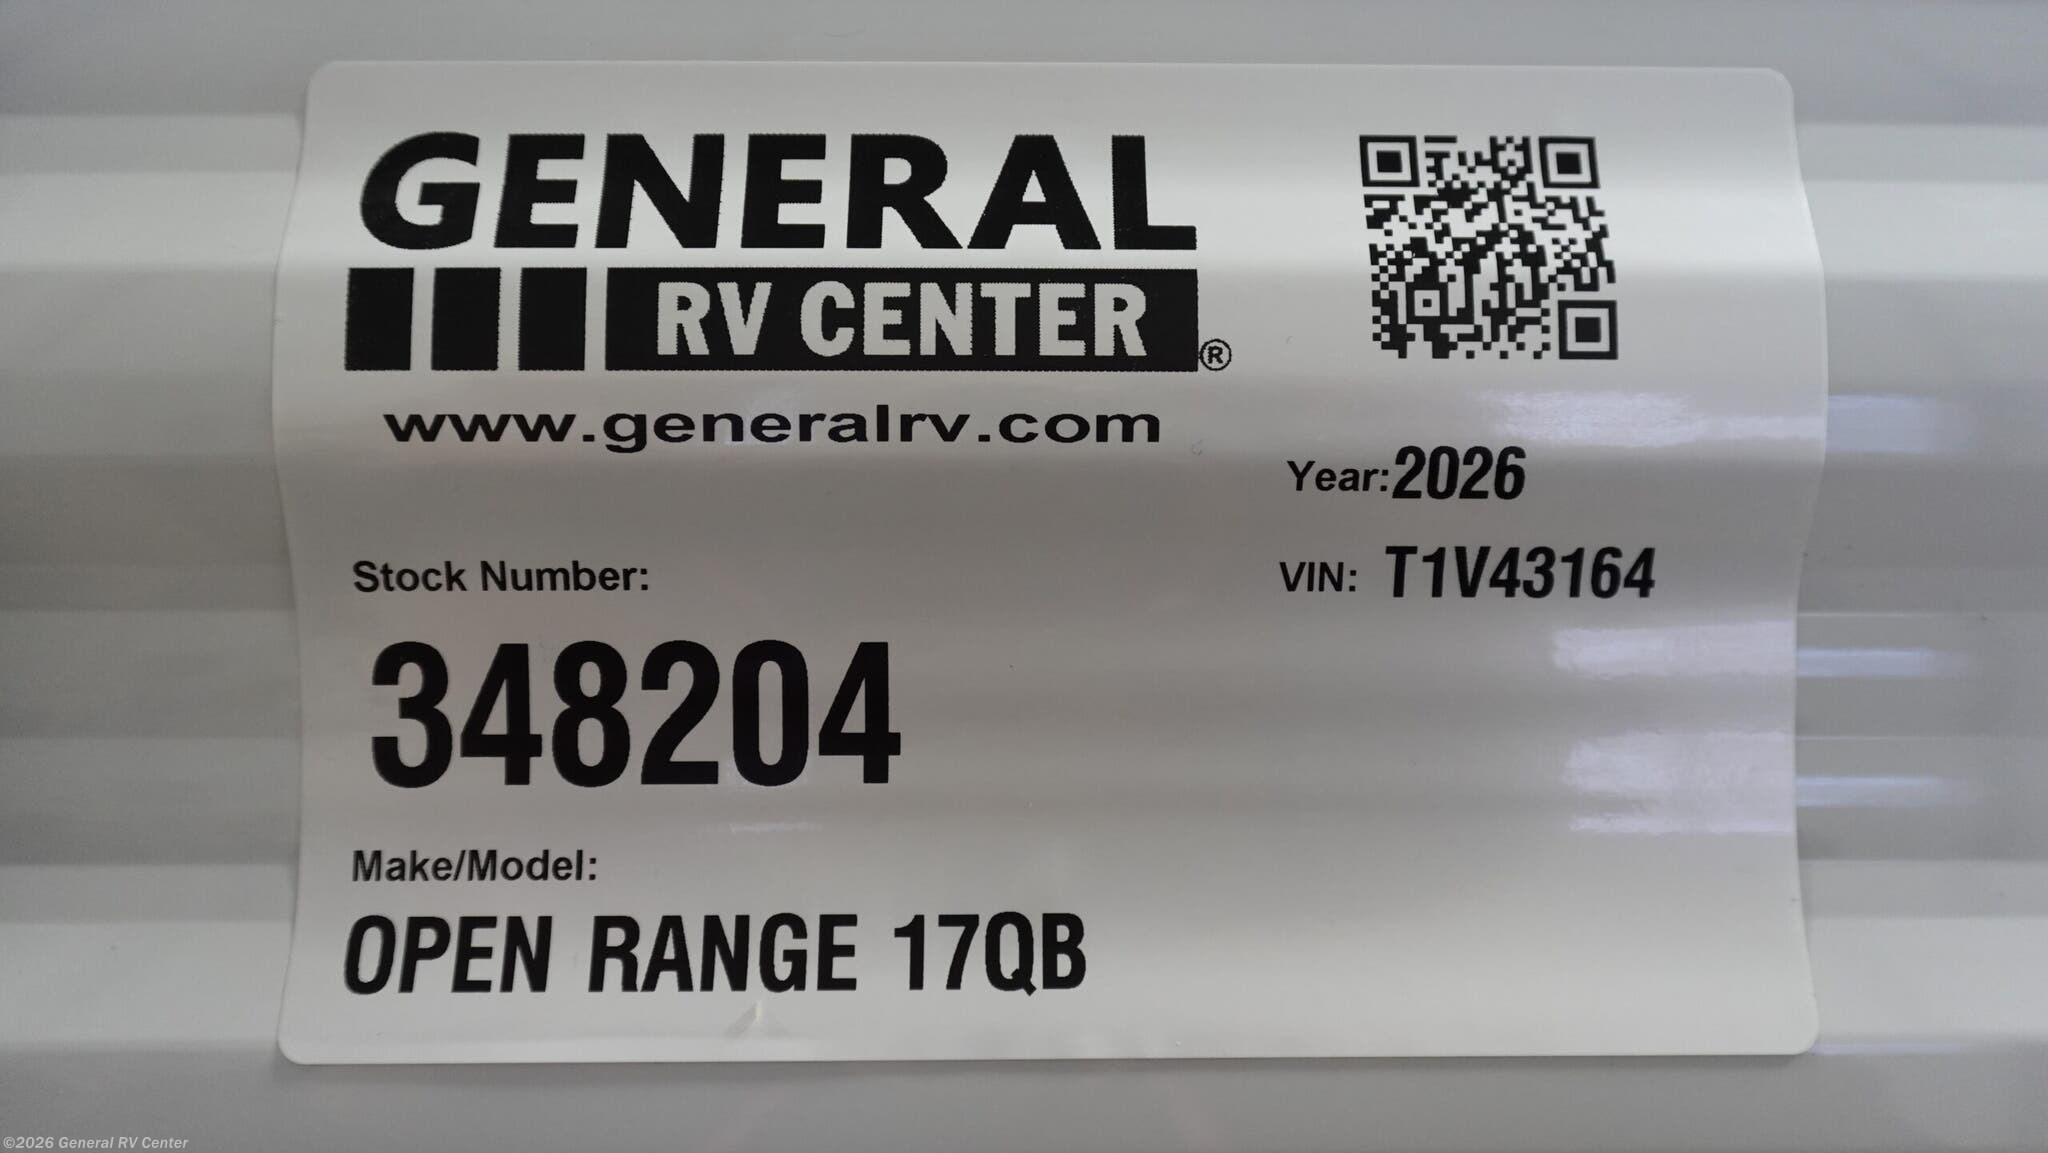 GENERAL
RV CENTER®
www.generalrv.com
Year:2026
Stock Number:
VIN: T1V43164
348204
Make/Model:
OPEN RANGE 17QB
©2026 General RV Center